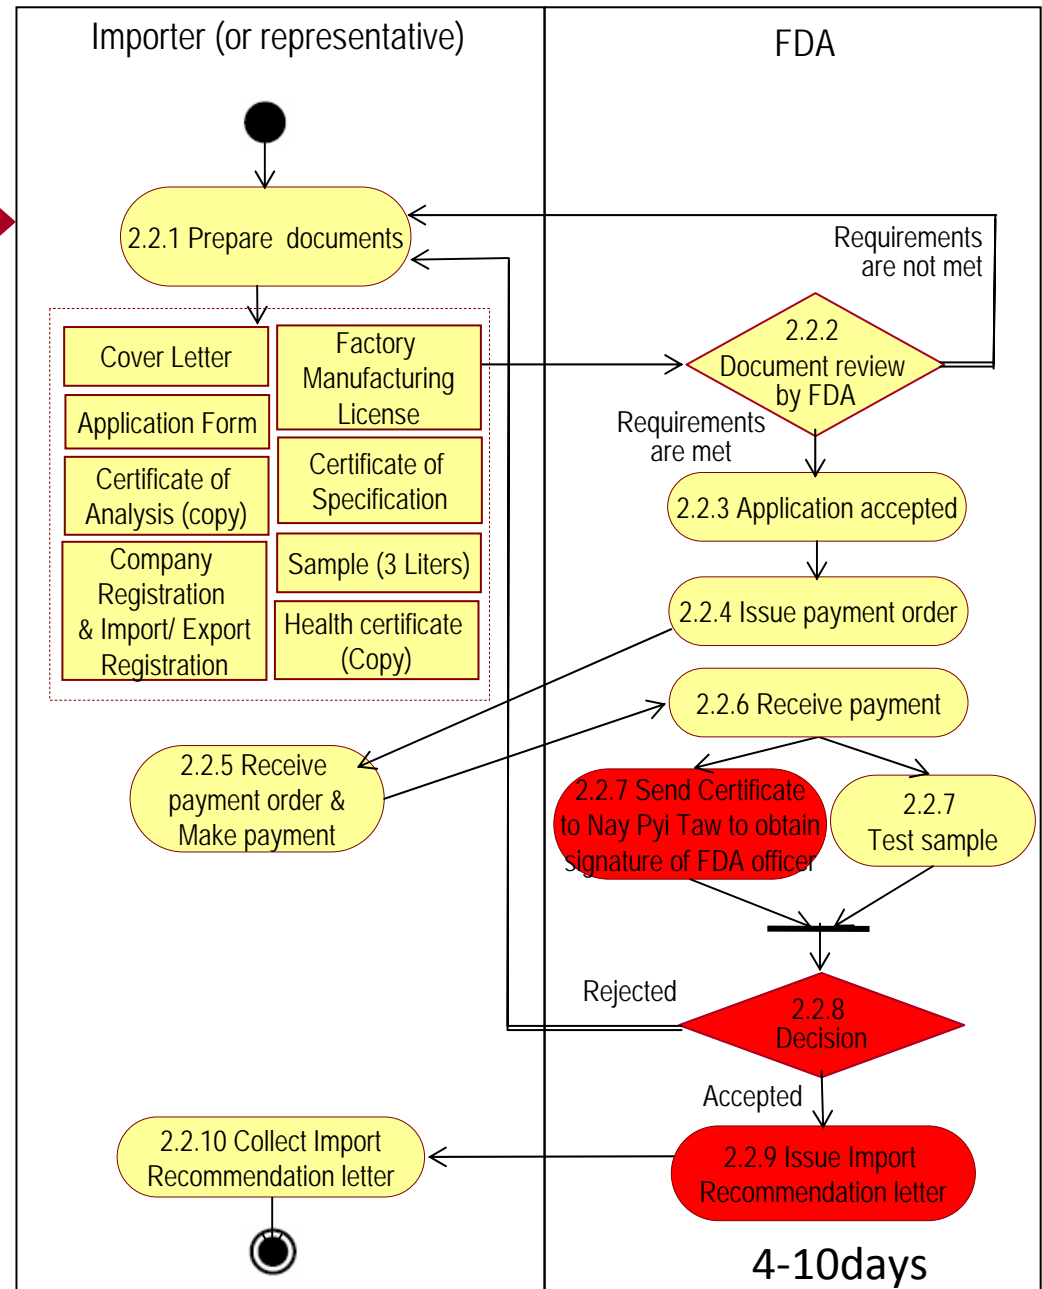 Importer (or representative)
FDA
2.2.1 Prepare documents
Requirements
are not met
Cover Letter
Factory
Manufacturing
License
Application Form
Certificate of
Analysis (copy)
Certificate of
Specification
Company
Registration
& Import/ Export
Registration
Sample (3 Liters)
Health certificate
(Copy)
2.2.2
Document review
by FDA
Requirements
are met
2.2.3 Application accepted
2.2.4 Issue payment order
2.2.5 Receive
payment order &
Make payment
2.2.6 Receive payment
2.2.7 Send Certificate
to Nay Pyi Taw to obtain
signature of FDA officer
2.2.7
Test sample
Rejected
2.2.8
Decision
Accepted
2.2.9 Issue Import
Recommendation letter
2.2.10 Collect Import
Recommendation letter
4-10days